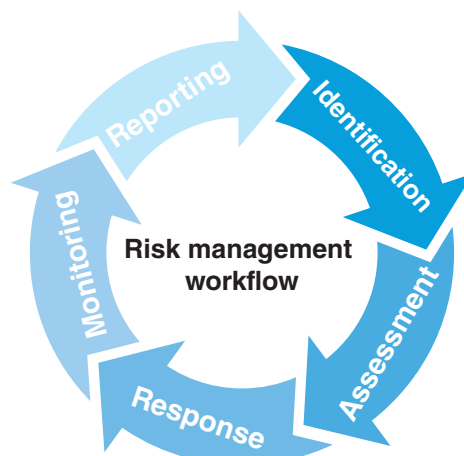 Risk management
workflow
Identification
Assessment
Response
Monitoring
Reporting